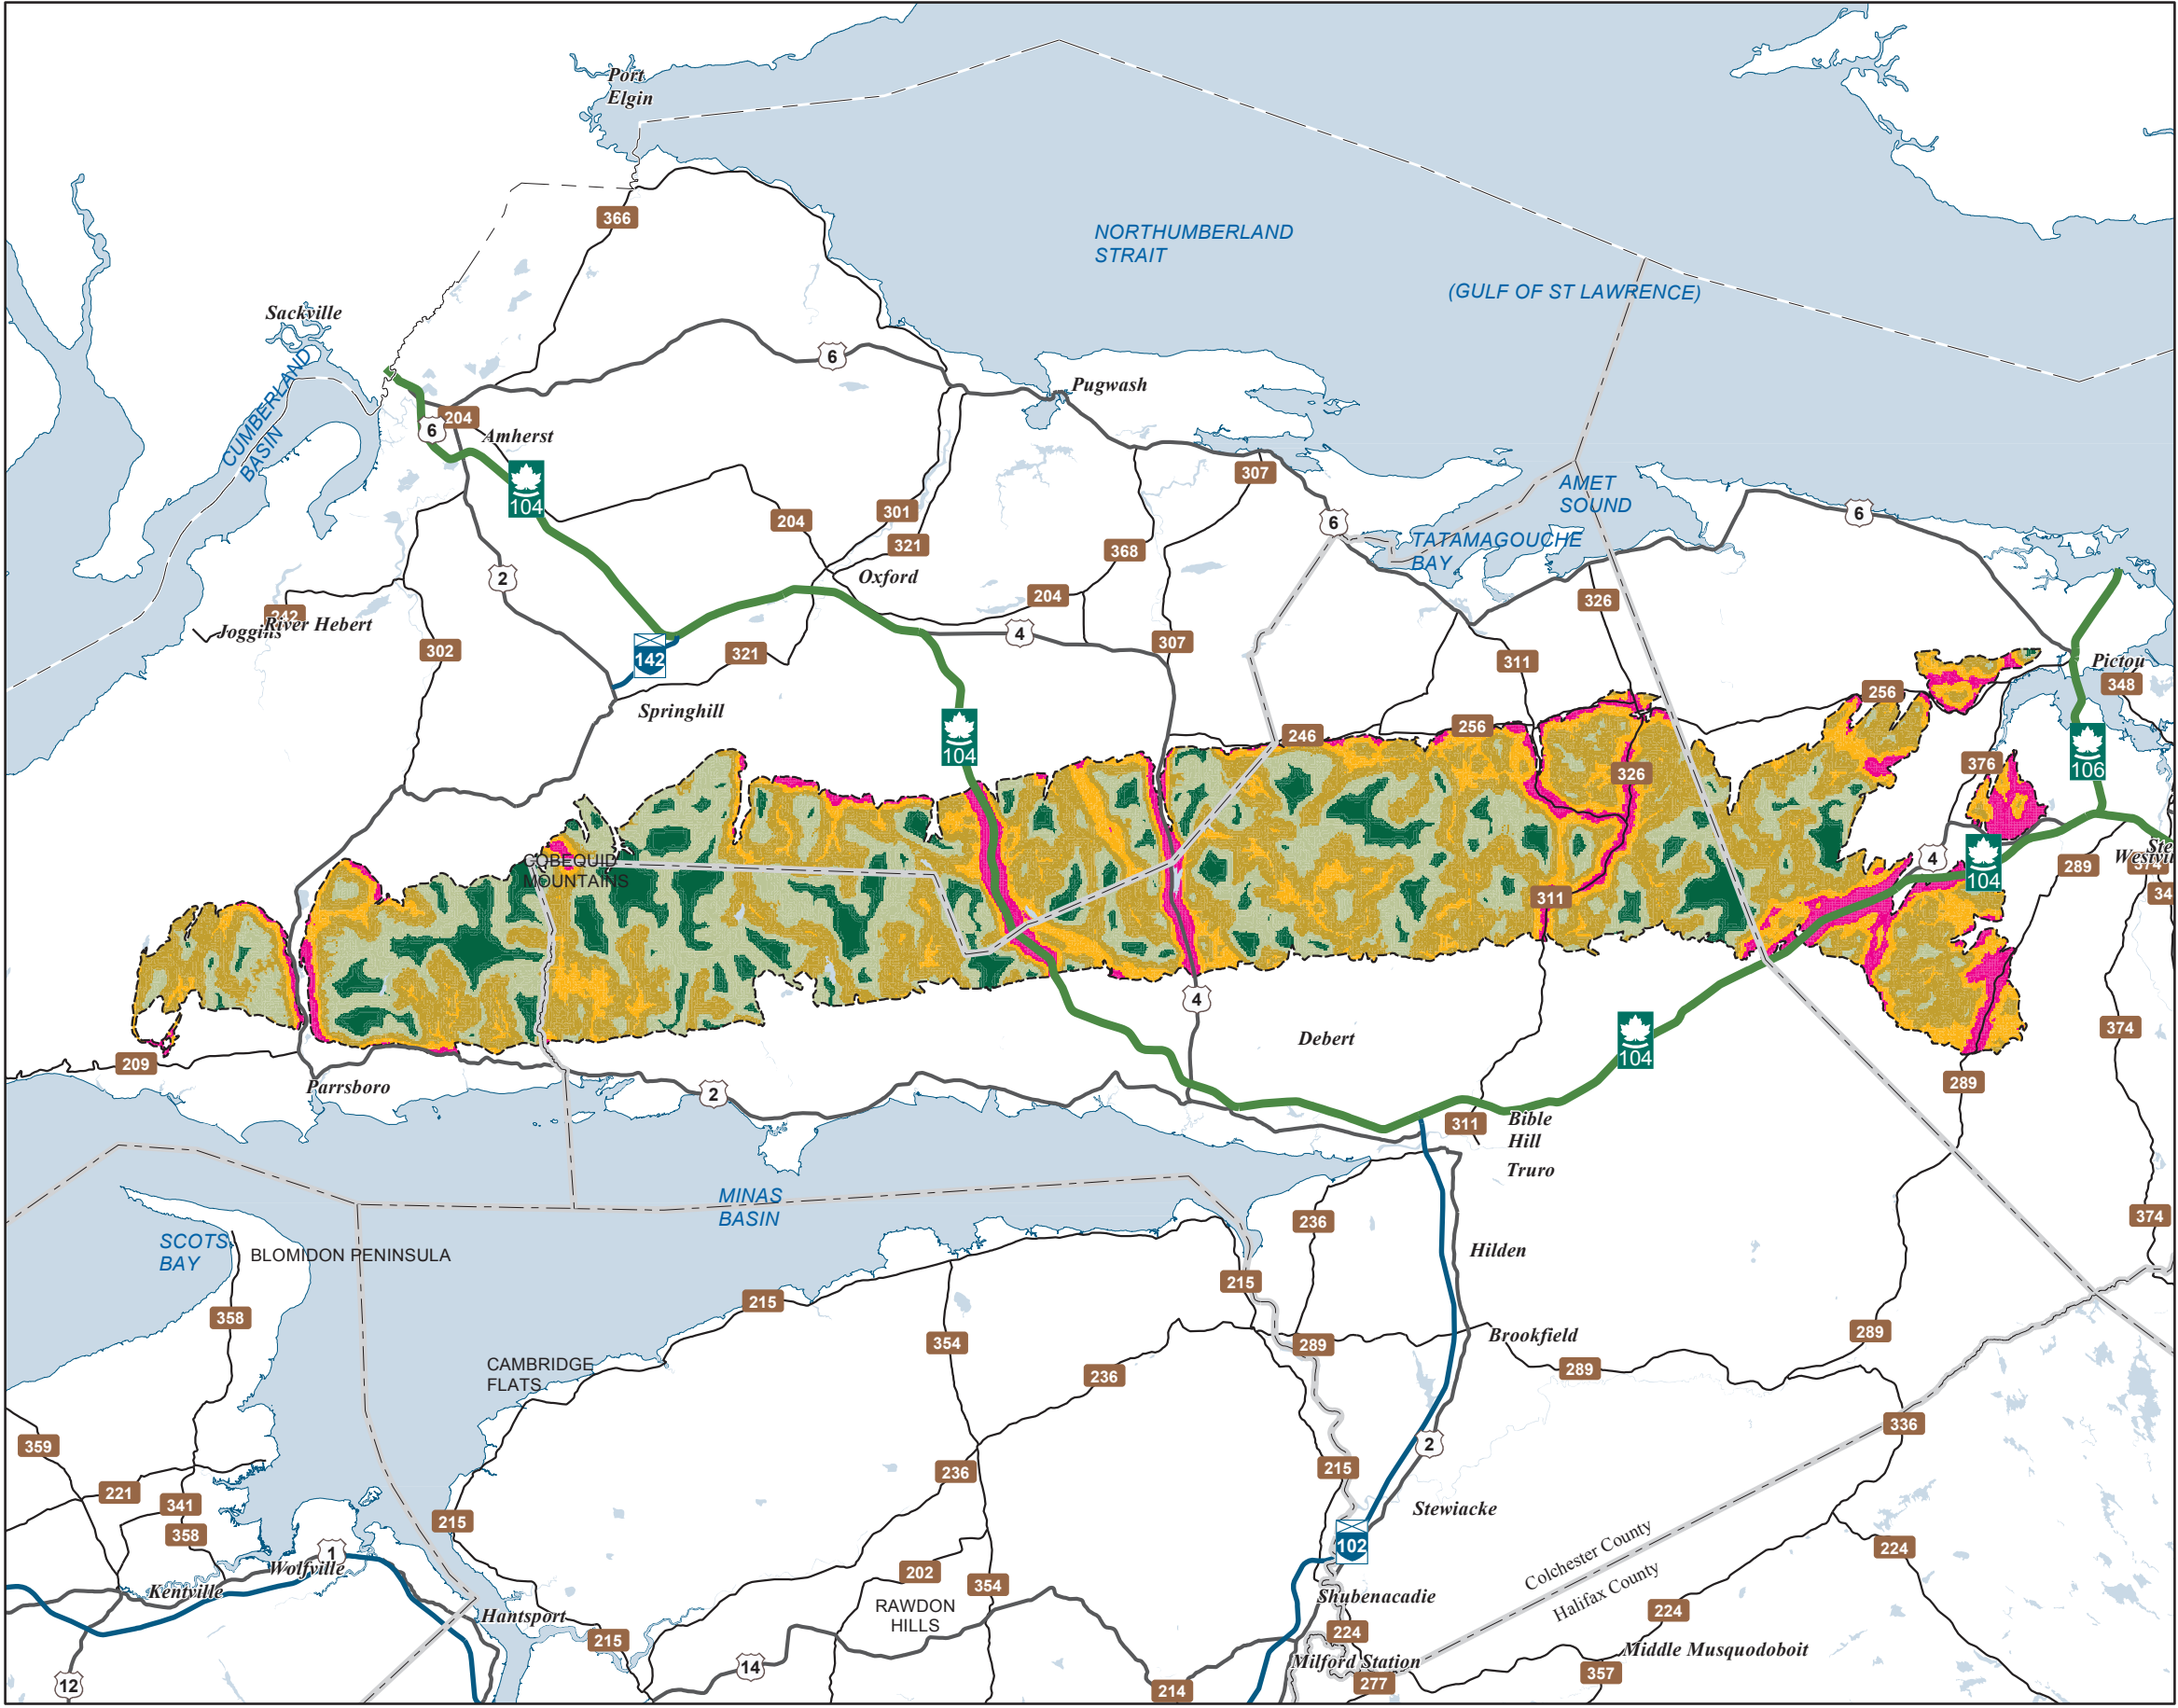 Port
Elgin
366
NORTHUMBERLAND
STRAIT
(GULF OF ST LAWRENCE)
Sackville
CUMBERLAND
BASIN
6
Pugwash
204
6
Amherst
104
307
AMET
SOUND
6
301
204
6
321
368
TATAMAGOUCHE
BAY
2
Oxford
204
326
242
River Hebert
Joggins
4
302
307
142
321
311
Pictou
348
256
Springhill
256
246
104
106
376
326
4
104
289
COBEQUID
MOUNTAINS
311
34
4
374
Debert
104
209
Parrsboro
2
289
311
Bible
Hill
Truro
MINAS
BASIN
374
236
SCOTS
BAY
BLOMIDON PENINSULA
Hilden
215
215
358
289
Brookfield
354
289
289
CAMBRIDGE
FLATS
236
336
359
2
215
236
221
341
Stewiacke
215
358
102
224
1
Colchester County
Wolfville
202
354
Kentville
Halifax County
Shubenacadie
RAWDON
HILLS
224
Hantsport
224
215
Middle Musquodoboit
Milford Station
14
357
277
12
214